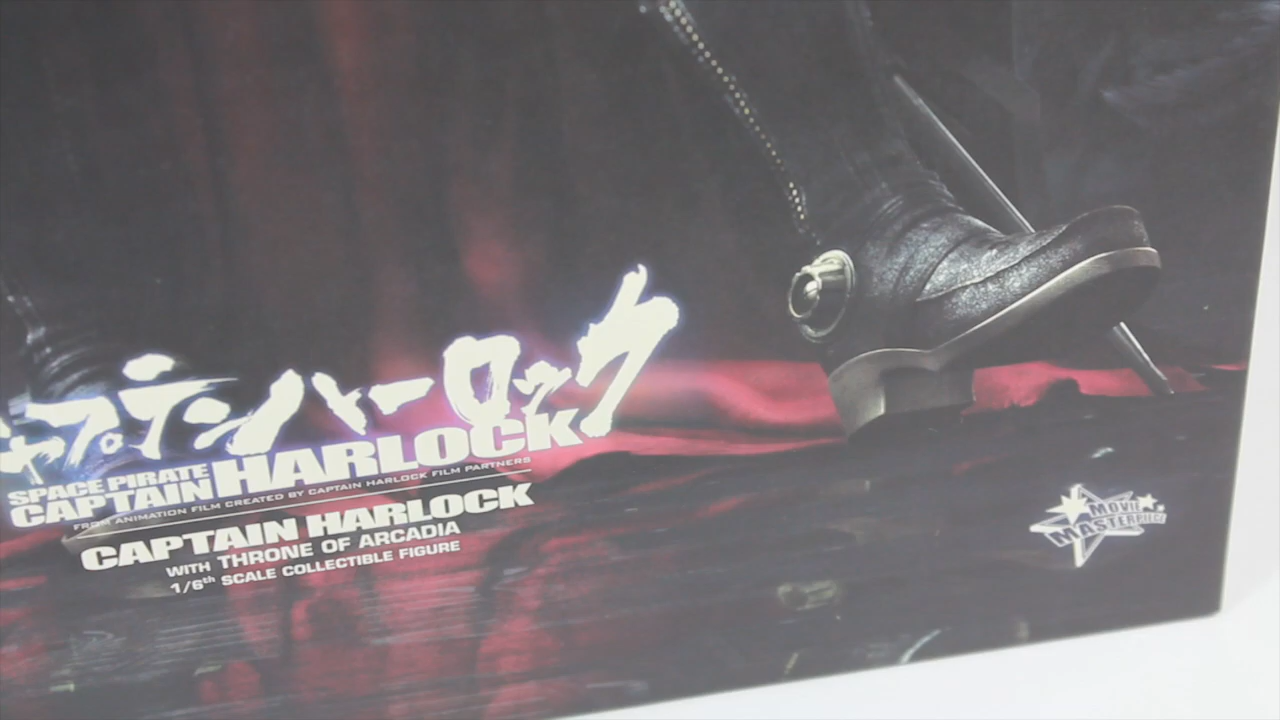 キャプテンハーロック
SPACE PIRATE
CAPTAIN HARLOCK
FROM ANIMATION FILM CREATED BY CAPTAIN HARLOCK FILM PARTNERS
CAPTAIN HARLOCK
WITH THRONE OF ARCADIA
1/6th SCALE COLLECTIBLE FIGURE
MOVIE
MASTERPIECE